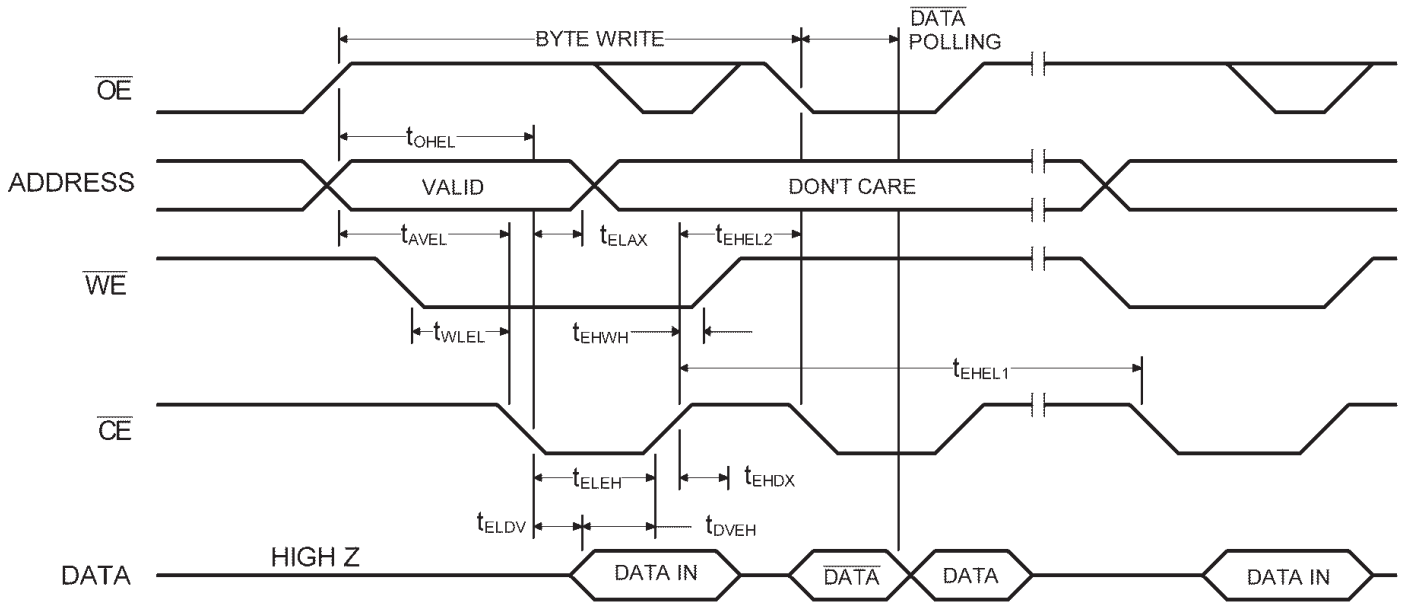 DATA
POLLING
BYTE WRITE
OE
tOHEL
ADDRESS
VALID
DON'T CARE
tAVEL
tELAX
tEHEL2
WE
tWLEL
tEHWH
tEHEL1
CE
tELEH
tEHDX
tELDV
tDVEH
DATA
HIGH Z
DATA IN
DATA
DATA
DATA IN